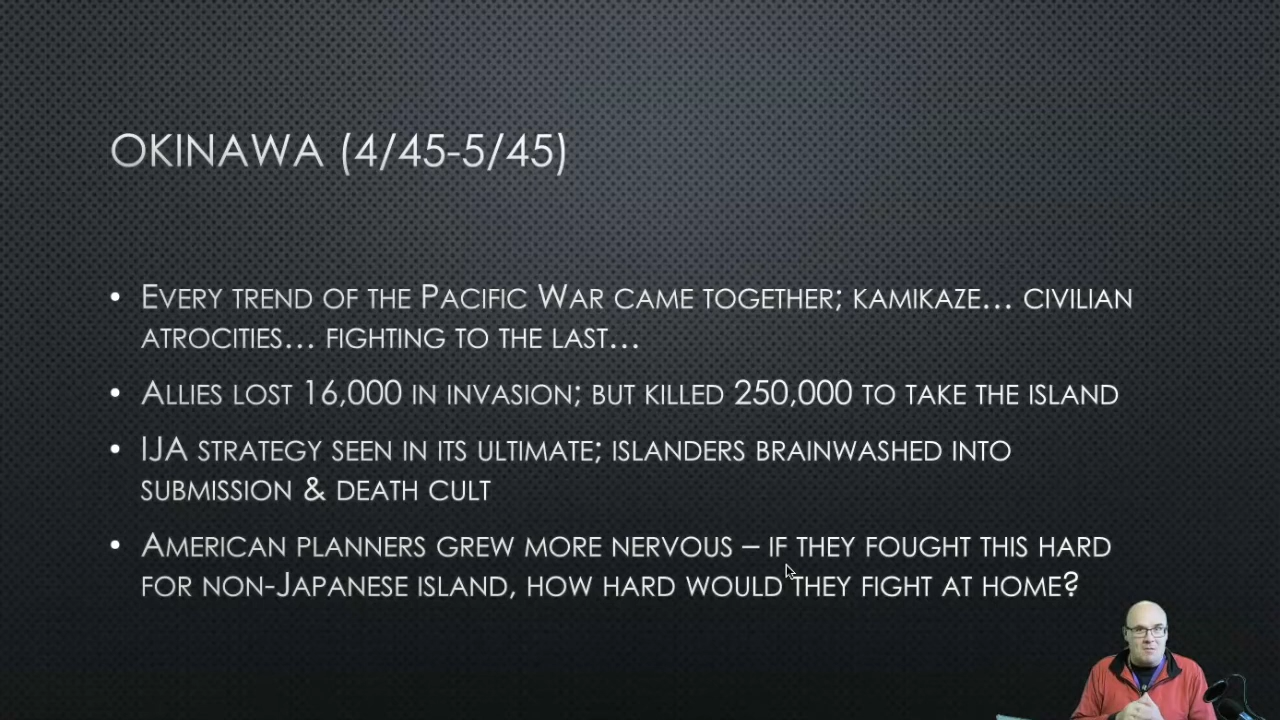 OKINAWA (4/45-5/45)
• EVERY TREND OF THE PACIFIC WAR CAME TOGETHER; KAMIKAZE... CIVILIAN
ATROCITIES... FIGHTING TO THE LAST...
• ALLIES LOST 16,000 IN INVASION; BUT KILLED 250,000 TO TAKE THE ISLAND
• IJA STRATEGY SEEN IN ITS ULTIMATE; ISLANDERS BRAINWASHED INTO
SUBMISSION & DEATH CULT
• AMERICAN PLANNERS GREW MORE NERVOUS – IF THEY FOUGHT THIS HARD
FOR NON-JAPANESE ISLAND, HOW HARD WOULD THEY FIGHT AT HOME?